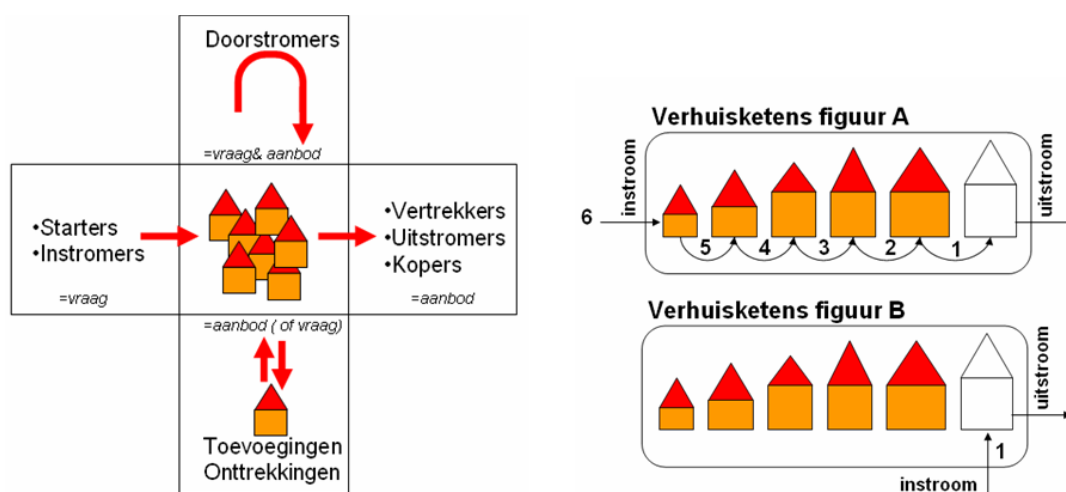 Doorstromers
=vraag& aanbod
•Starters
•Instromers
=vraag
•Vertrekkers
•Uitstromers
•Kopers
=aanbod
=aanbod ( of vraag)
Toevoegingen
Onttrekkingen
Verhuisketens figuur A
6
instroom
5
4
3
2
1
uitstroom
Verhuisketens figuur B
uitstroom
1
instroom